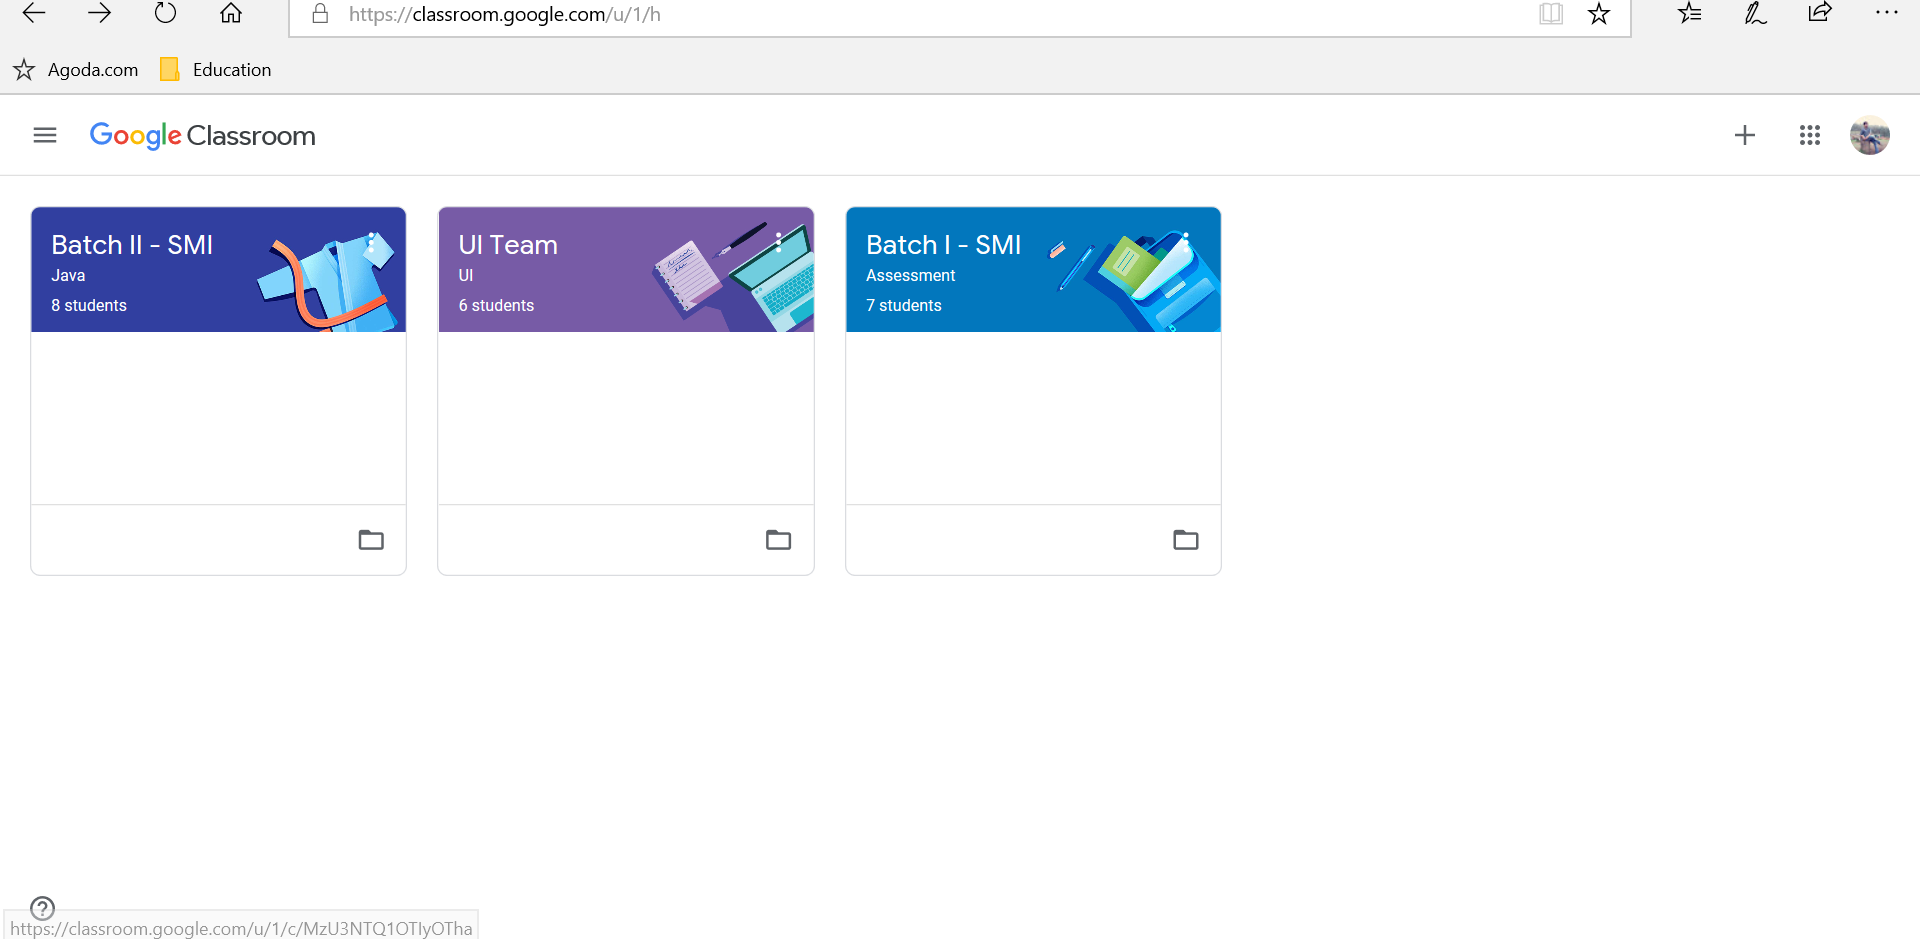 https://classroom.google.com/u/1/h
Agoda.com Education
Google Classroom
Batch II - SMI
Java
8 students
UI Team
UI
6 students
Batch I - SMI
Assessment
7 students
https://classroom.google.com/u/1/c/MzU3NTQ1OTIyOTha